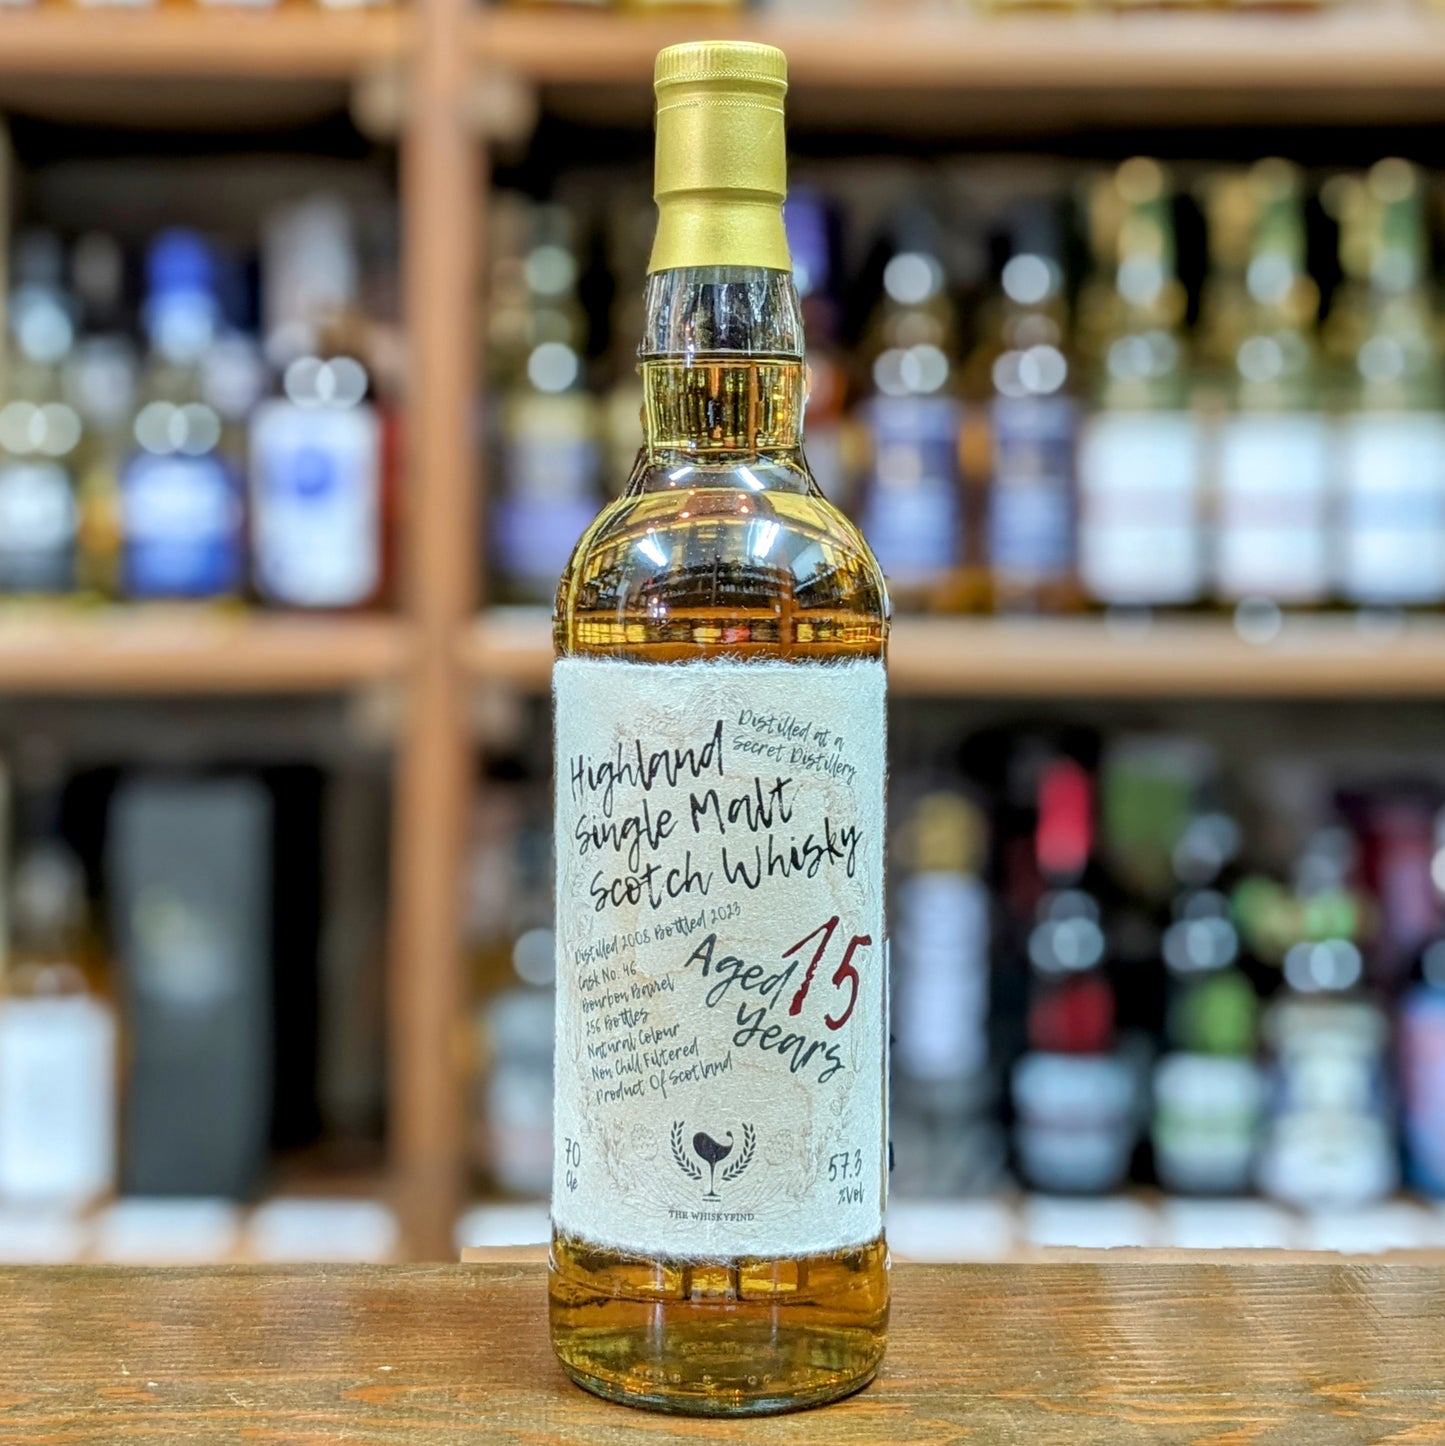 Distilled at a
Secret Distillery
Highland
Single Malt
Scotch Whisky
Distilled 2008 Bottled 2023
Cask No. 46
Bourbon Barrel
256 Bottles
Natural Colour
Non Chill Filtered
Product Of Scotland
Aged 15
Years
70
Cle
57.3
%Vol
THE WHISKYFIND